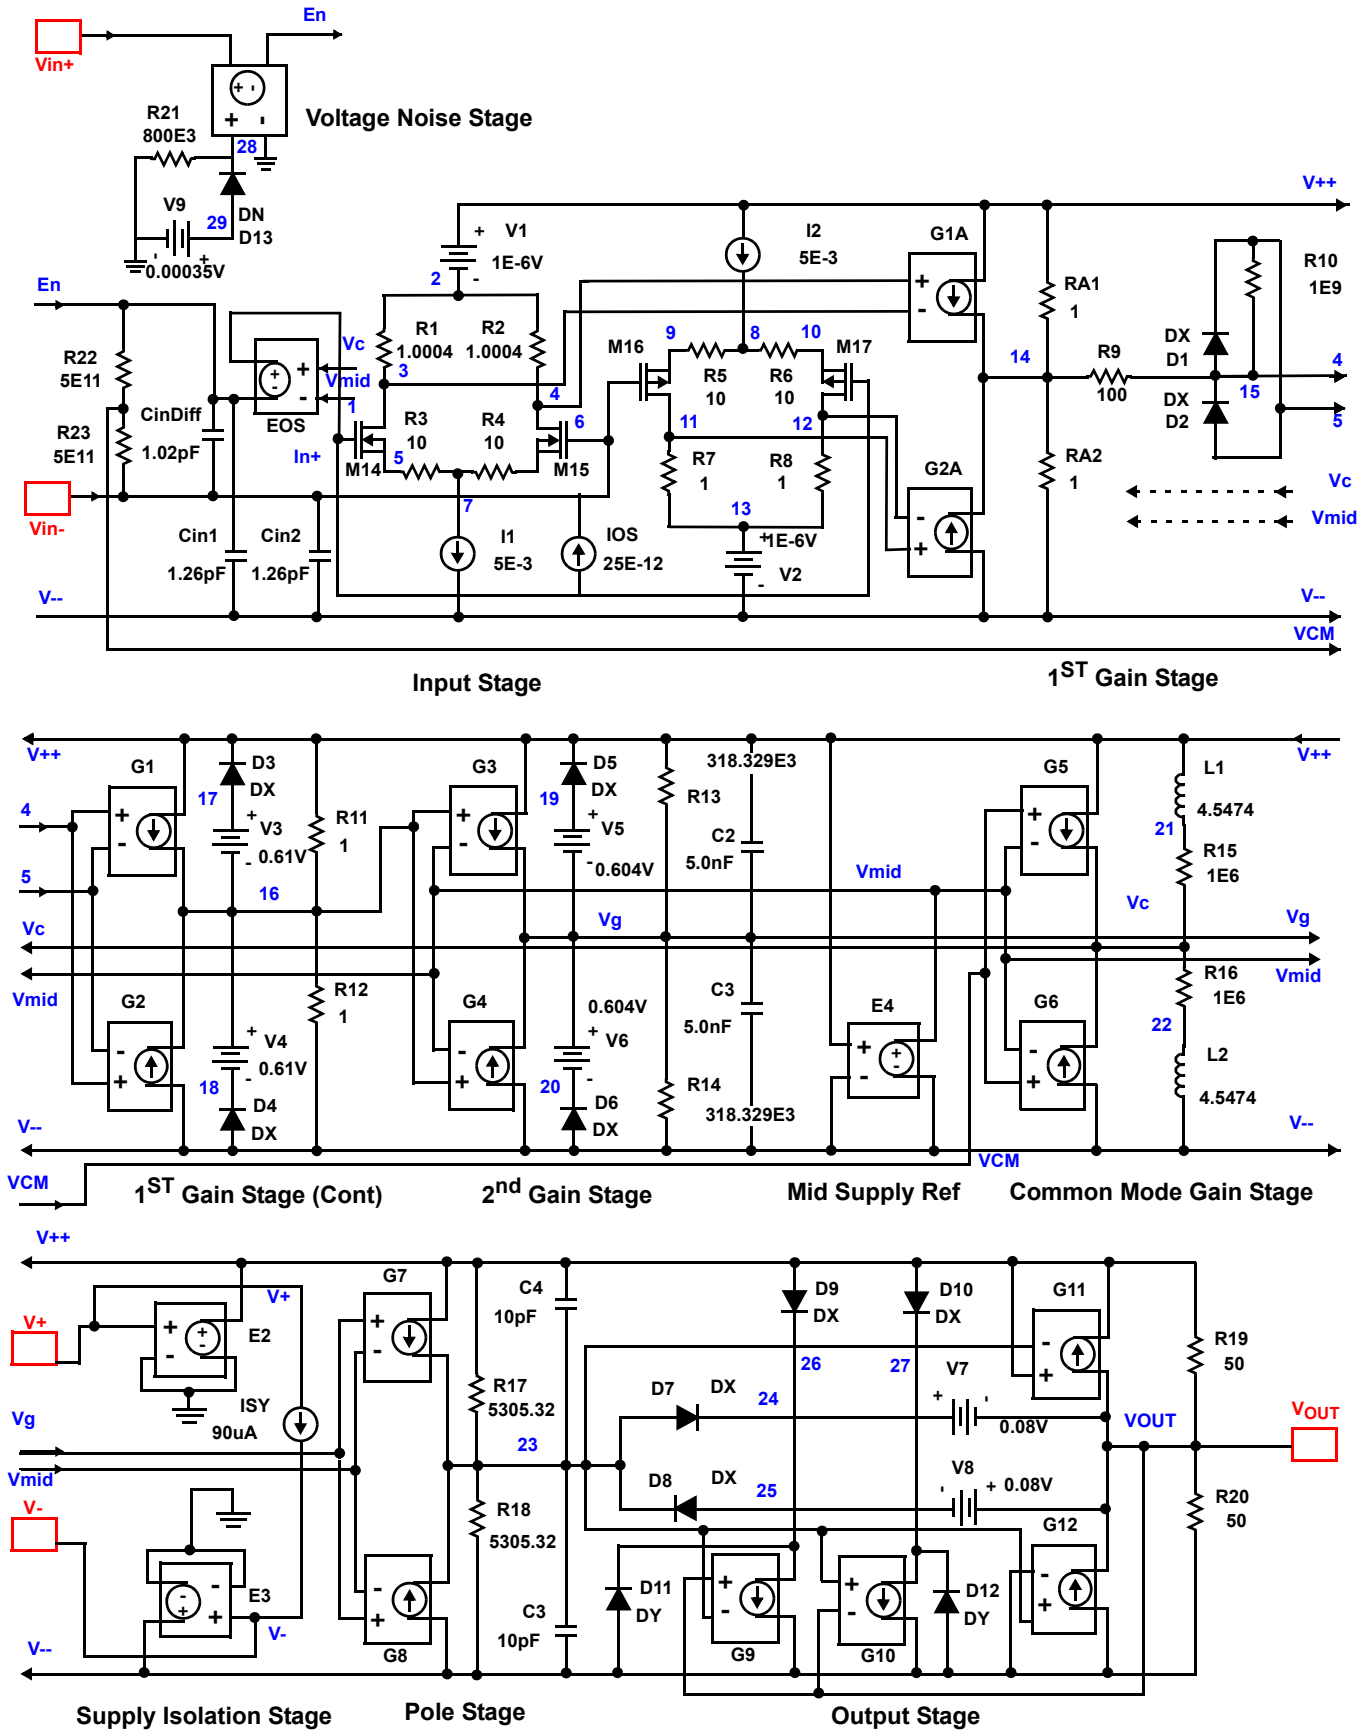 En
Vin+
R21
800E3
Voltage Noise Stage
+ -
+ -
28
V9
29
DN
D13
- +
0.00035V
V++
+ V1
1E-6V
2 -
I2
5E-3
G1A
+
-
R10
1E9
En
RA1
1
R1
1.0004
R2
1.0004
9
8
10
Vc
M16
M17
DX
D1
R22
5E11
+
-
+
-
Vmid
3
14
R9
100
4
R5
10
R6
10
4
1
DX
D2
15
CinDiff
1.02pF
EOS
R3
10
R4
10
6
11
12
5
R23
5E11
In+
M14
5
M15
R7
1
R8
1
G2A
-
+
RA2
1
Vc
Vin-
7
13
Vmid
Cin1
1.26pF
Cin2
1.26pF
I1
5E-3
IOS
25E-12
+
1E-6V
V2
-
V--
V--
VCM
Input Stage
1ST Gain Stage
V++
V++
G1
D3
DX
G3
D5
DX
318.329E3
G5
L1
4.5474
17
19
4
+
-
+
V3
-
0.61V
R11
1
+
-
+
V5
-
0.604V
R13
C2
5.0nF
+
-
21
R15
1E6
5
16
Vmid
Vc
Vc
Vg
Vg
Vmid
G2
R12
1
G4
0.604V
C3
5.0nF
E4
G6
R16
1E6
Vmid
22
-
+
+
V4
-
0.61V
-
+
+
V6
-
+
-
+
-
-
+
L2
4.5474
18
D4
DX
20
D6
DX
R14
318.329E3
V--
V--
VCM
VCM
1ST Gain Stage (Cont)
2nd Gain Stage
Mid Supply Ref
Common Mode Gain Stage
V++
G7
C4
10pF
D9
DX
D10
DX
G11
V+
V+
+
-
+
-
E2
+
-
-
+
R19
50
26
27
V7
+ -
0.08V
R17
5305.32
D7
DX
24
ISY
90uA
Vg
23
VOUT
VOUT
Vmid
D8
DX
25
V8
- +
0.08V
V-
R18
5305.32
R20
50
G12
-
+
-
+
E3
-
+
D11
DY
+
-
+
-
D12
DY
-
+
C3
10pF
V-
V--
G8
G9
G10
Supply Isolation Stage
Pole Stage
Output Stage